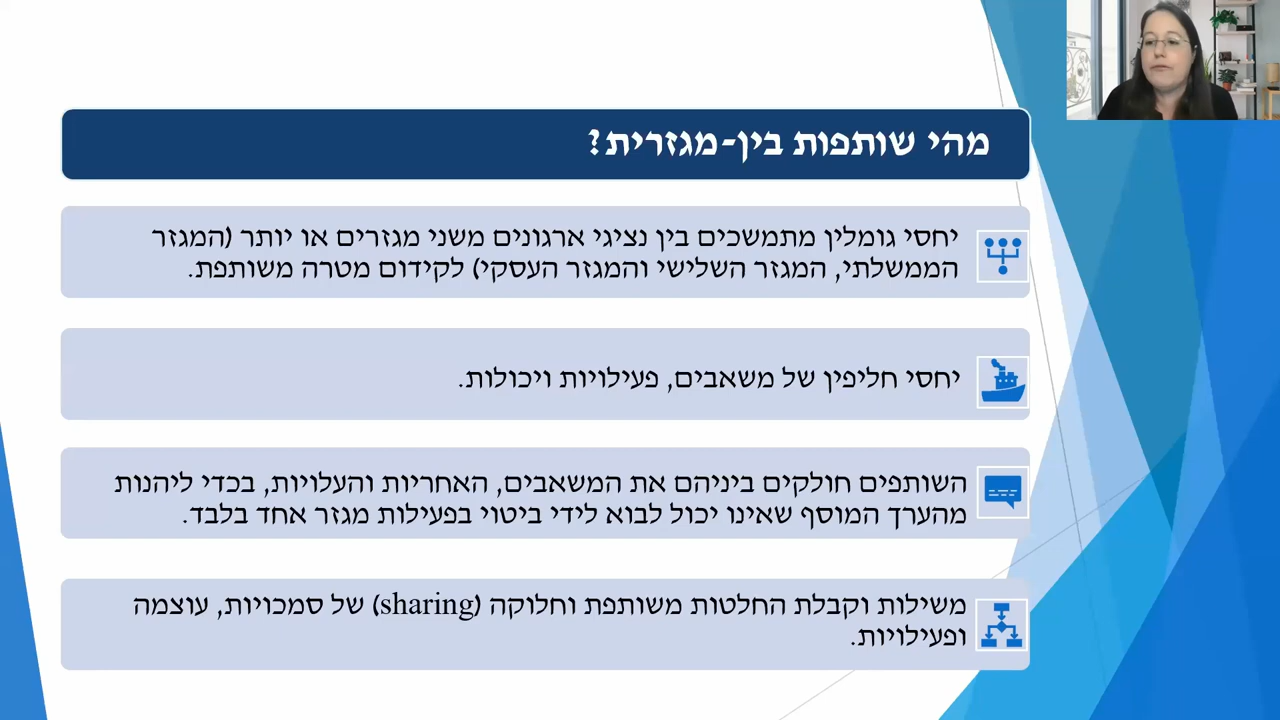 מהי שותפות בין-מגזרית?
יחסי גומלין מתמשכים בין נציגי ארגונים משני מגזרים או יותר (המגזר
הממשלתי, המגזר השלישי והמגזר העסקי) לקידום מטרה משותפת.
יחסי חליפין של משאבים, פעילויות ויכולות.
השותפים חולקים ביניהם את המשאבים, האחריות והעלויות, בכדי ליהנות
מהערך המוסף שאינו יכול לבוא לידי ביטוי בפעילות מגזר אחד בלבד.
משילות וקבלת החלטות משותפת וחלוקה (sharing) של סמכויות, עוצמה
ופעילויות.